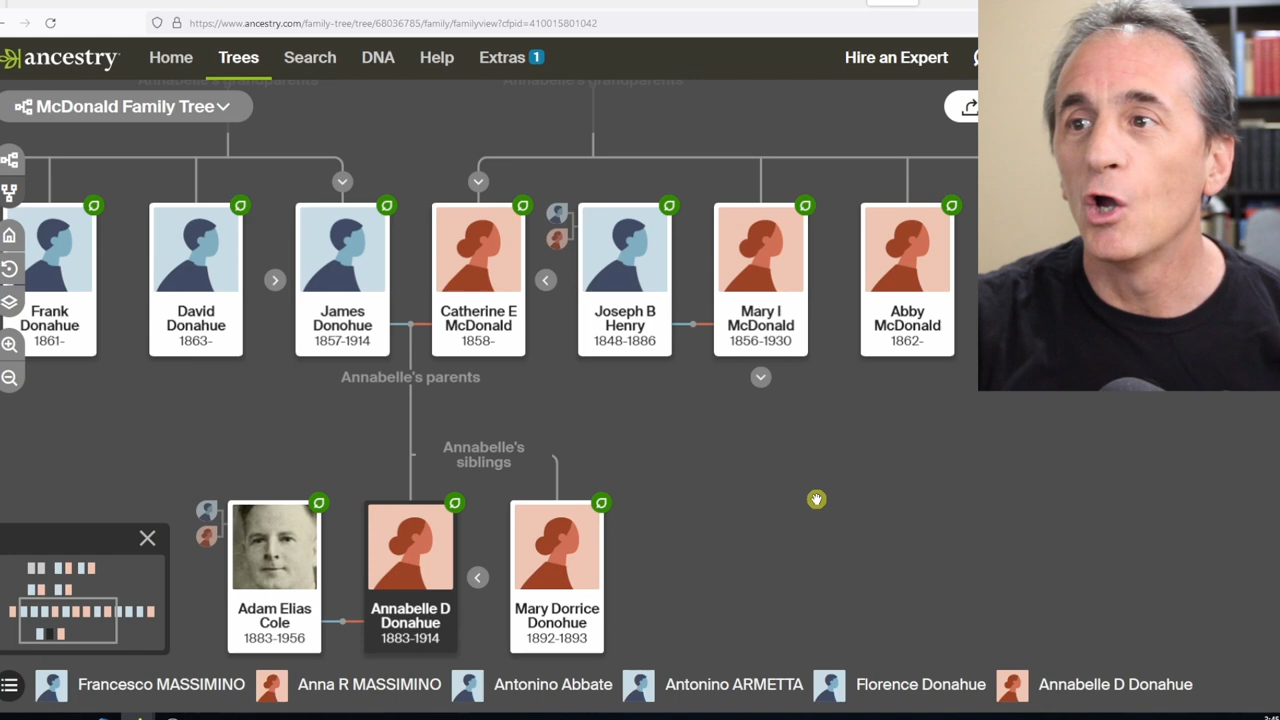 https://www.ancestry.com/family-tree/tree/68036785/family/familyview?cfpid=410015801042
ancestry
Home
Trees
Search
DNA
Help
Extras 1
Hire an Expert
Annabelle's grandparents
Annabelle's grandparents
McDonald Family Tree
Frank
Donahue
1861-
David
Donahue
1863-
James
Donohue
1857-1914
Catherine E
McDonald
1858-
Joseph B
Henry
1848-1886
Mary I
McDonald
1856-1930
Abby
McDonald
1862-
Annabelle's parents
Annabelle's
siblings
Adam Elias
Cole
1883-1956
Annabelle D
Donahue
1883-1914
Mary Dorrice
Donohue
1892-1893
Francesco MASSIMINO
Anna R MASSIMINO
Antonino Abbate
Antonino ARMETTA
Florence Donahue
Annabelle D Donahue